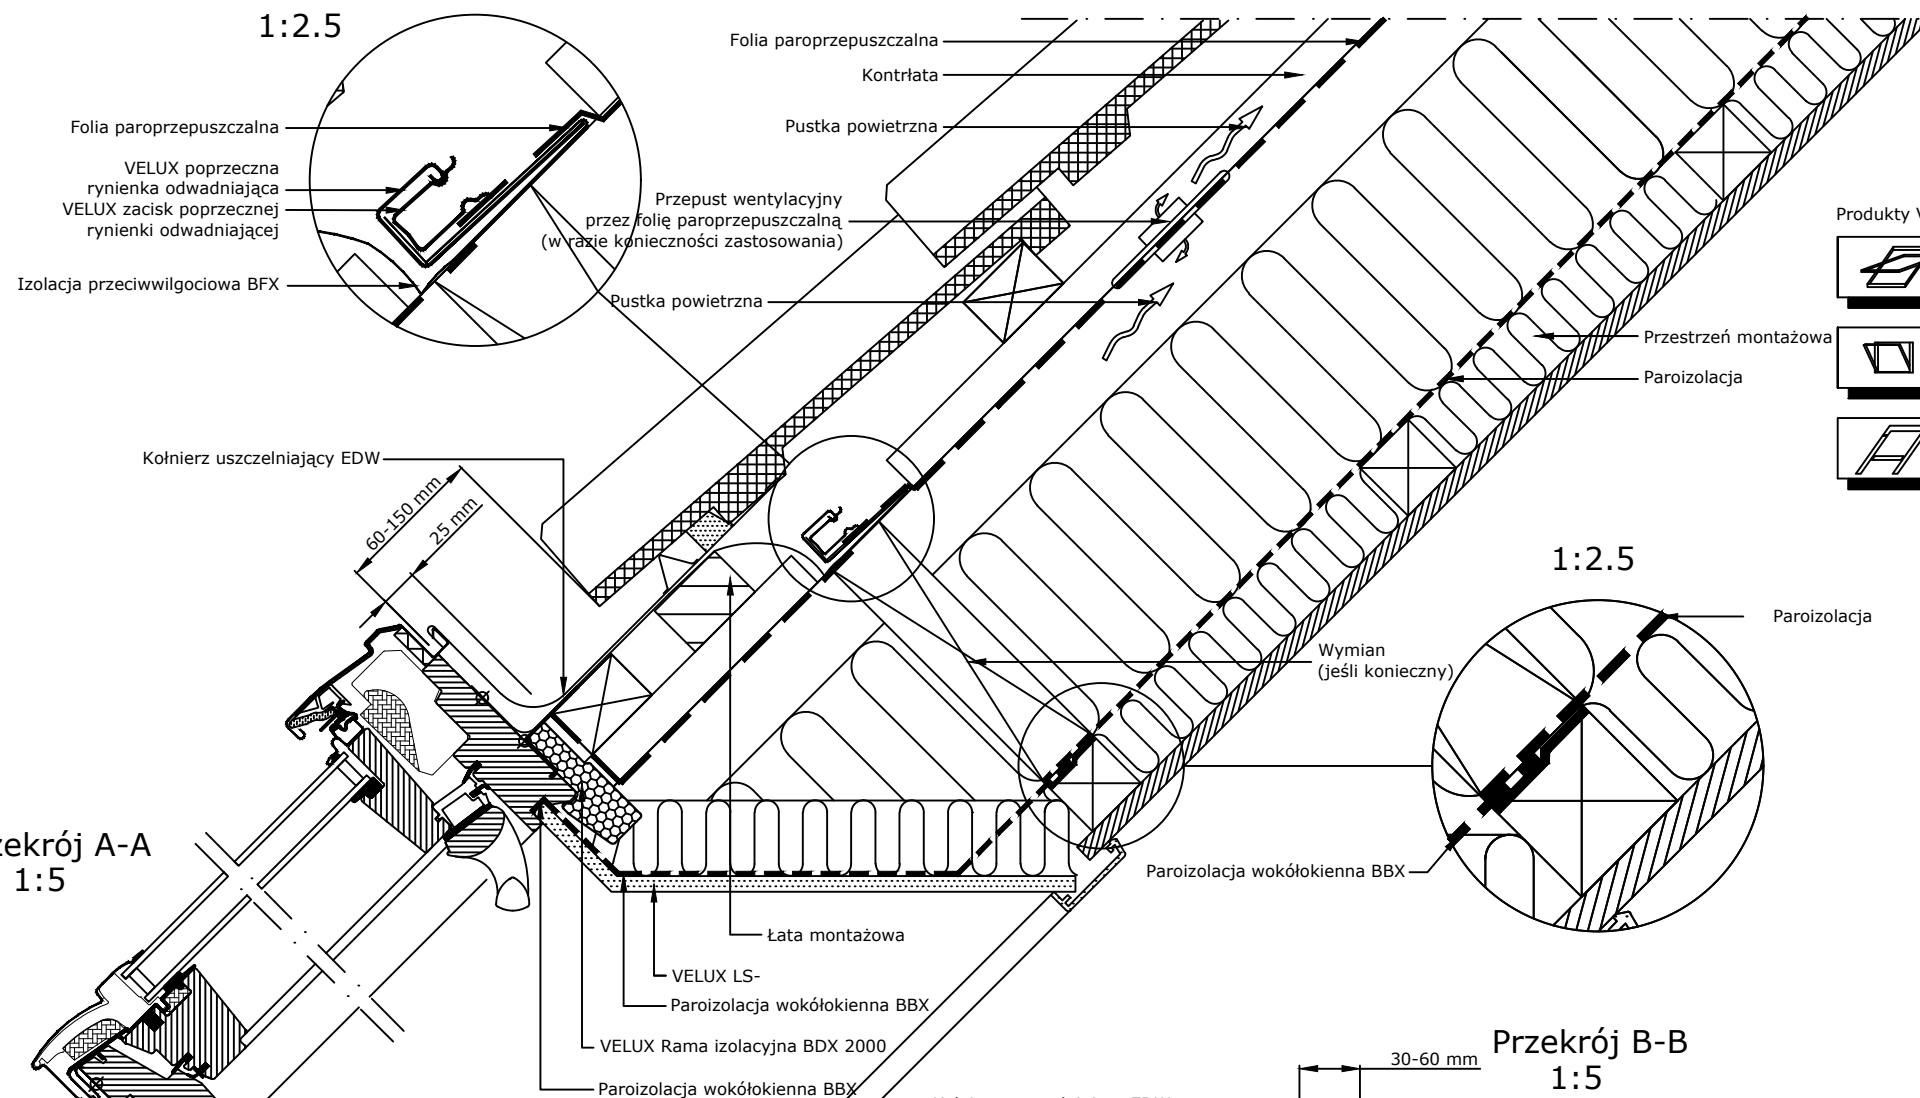 1:2.5
Folia paroprzepuszczalna
VELUX poprzeczna
rynienka odwadniająca
VELUX zacisk poprzecznej
rynienki odwadniającej
Izolacja przeciwwilgociowa BFX
Folia paroprzepuszczalna
Kontrłata
Pustka powietrzna
Przepust wentylacyjny
przez folię paroprzepuszczalną
(w razie konieczności zastosowania)
Pustka powietrzna
Produkty V
Przestrzeń montażowa
Paroizolacja
Kołnierz uszczelniający EDW
60-150 mm
25 mm
1:2.5
Paroizolacja
Wymian
(jeśli konieczny)
Paroizolacja wokółokienna BBX
zekrój A-A
1:5
Łata montażowa
VELUX LS-
Paroizolacja wokółokienna BBX
VELUX Rama izolacyjna BDX 2000
Paroizolacja wokółokienna BBX
30-60 mm
Przekrój B-B
1:5